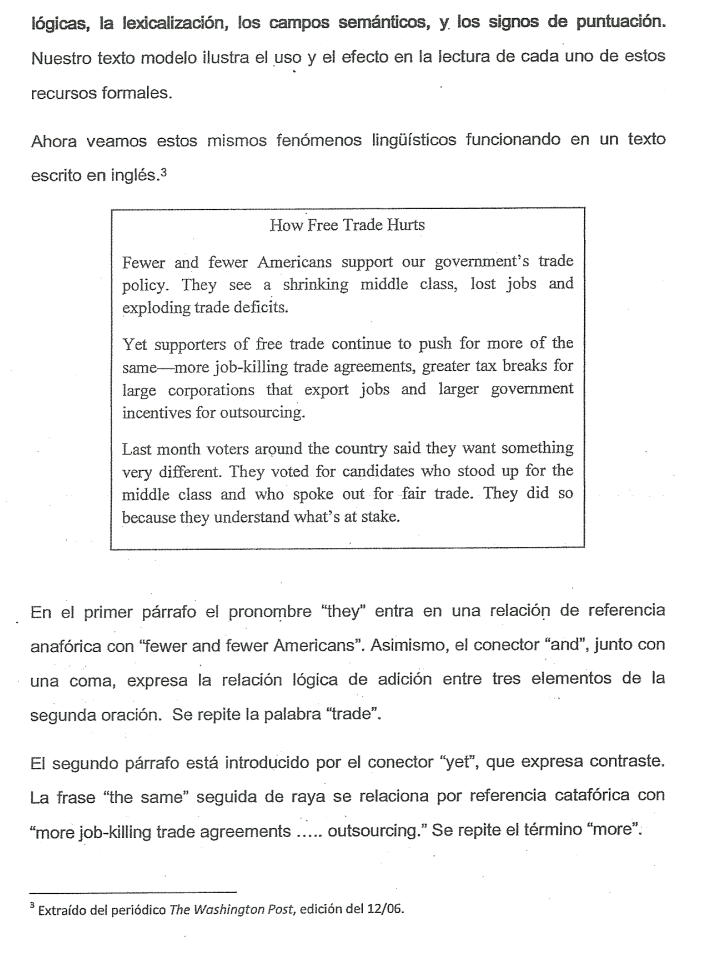 lógicas, la lexicalización, los campos semánticos, y los signos de puntuación.
Nuestro texto modelo ilustra el uso y el efecto en la lectura de cada uno de estos
recursos formales.
Ahora veamos estos mismos fenómenos lingüísticos funcionando en un texto
escrito en inglés.³
How Free Trade Hurts
Fewer and fewer Americans support our government's trade
policy. They see a shrinking middle class, lost jobs and
exploding trade deficits.
Yet supporters of free trade continue to push for more of the
same—more job-killing trade agreements, greater tax breaks for
large corporations that export jobs and larger government
incentives for outsourcing.
Last month voters around the country said they want something
very different. They voted for candidates who stood up for the
middle class and who spoke out for fair trade. They did so
because they understand what's at stake.
En el primer párrafo el pronombre “they” entra en una relación de referencia
anafórica con “fewer and fewer Americans”. Asimismo, el conector “and”, junto con
una coma, expresa la relación lógica de adición entre tres elementos de la
segunda oración. Se repite la palabra “trade”.
El segundo párrafo está introducido por el conector “yet”, que expresa contraste.
La frase “the same” seguida de raya se relaciona por referencia catafórica con
“more job-killing trade agreements ..... outsourcing.” Se repite el término “more”.
³ Extraído del periódico The Washington Post, edición del 12/06.